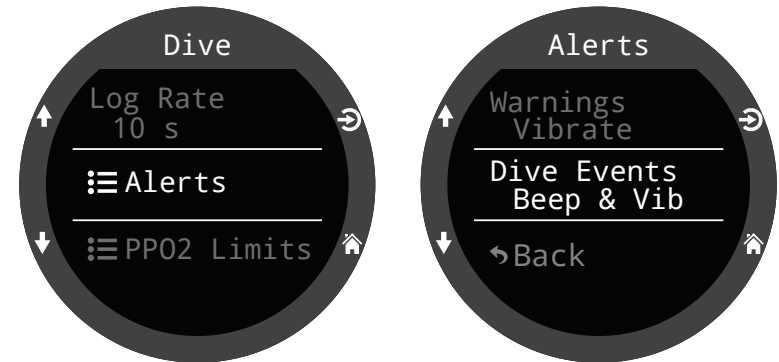 Dive
Log Rate
10 s
Alerts
PPO2 Limits
Alerts
Warnings
Vibrate
Dive Events
Beep & Vib
Back